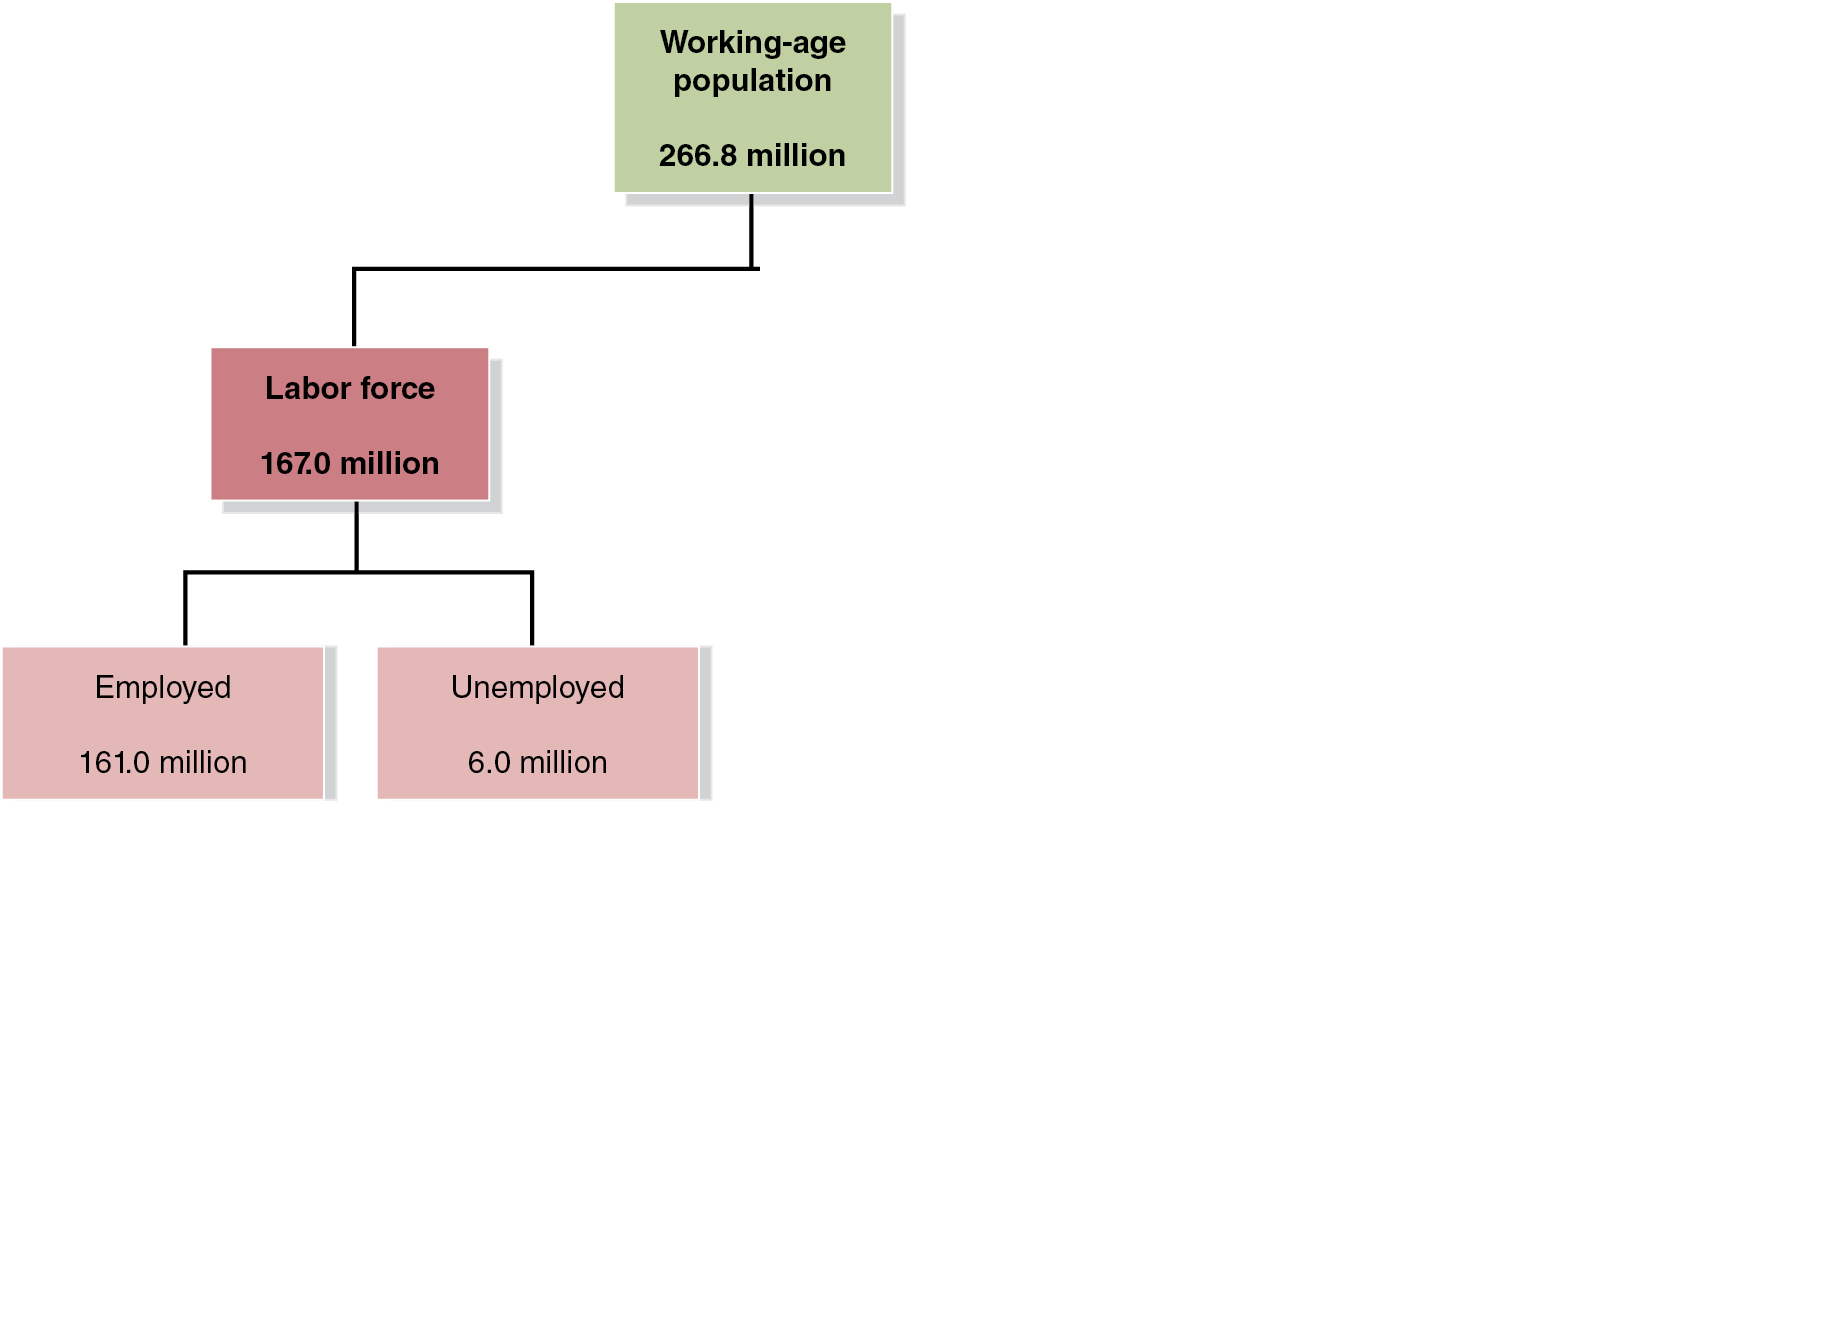 Working-age
population
266.8 million
Labor force
167.0 million
Employed
161.0 million
Unemployed
6.0 million